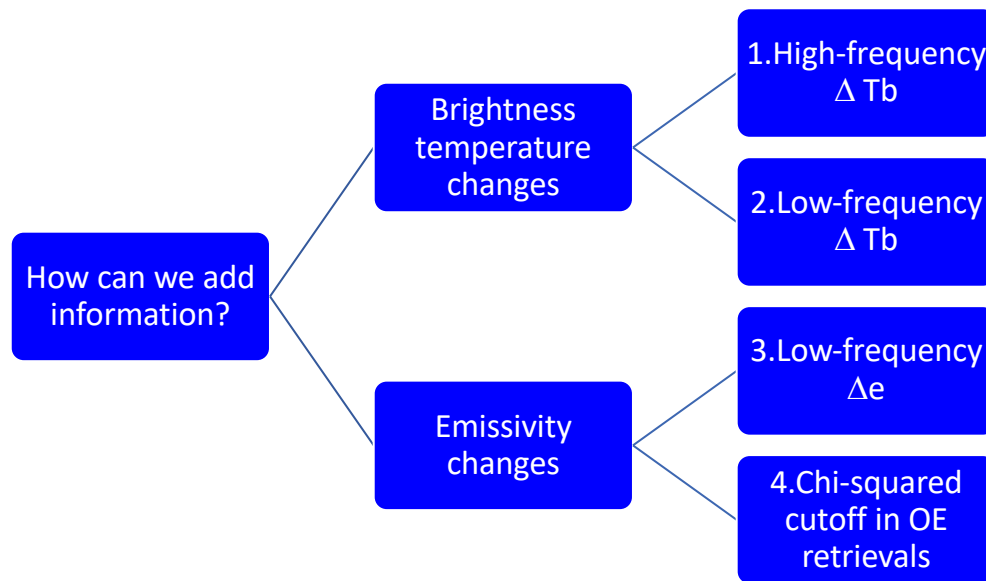 How can we add
information?
Brightness
temperature
changes
1.High-frequency
Δ Tb
2.Low-frequency
Δ Tb
Emissivity
changes
3.Low-frequency
Δe
4.Chi-squared
cutoff in OE
retrievals